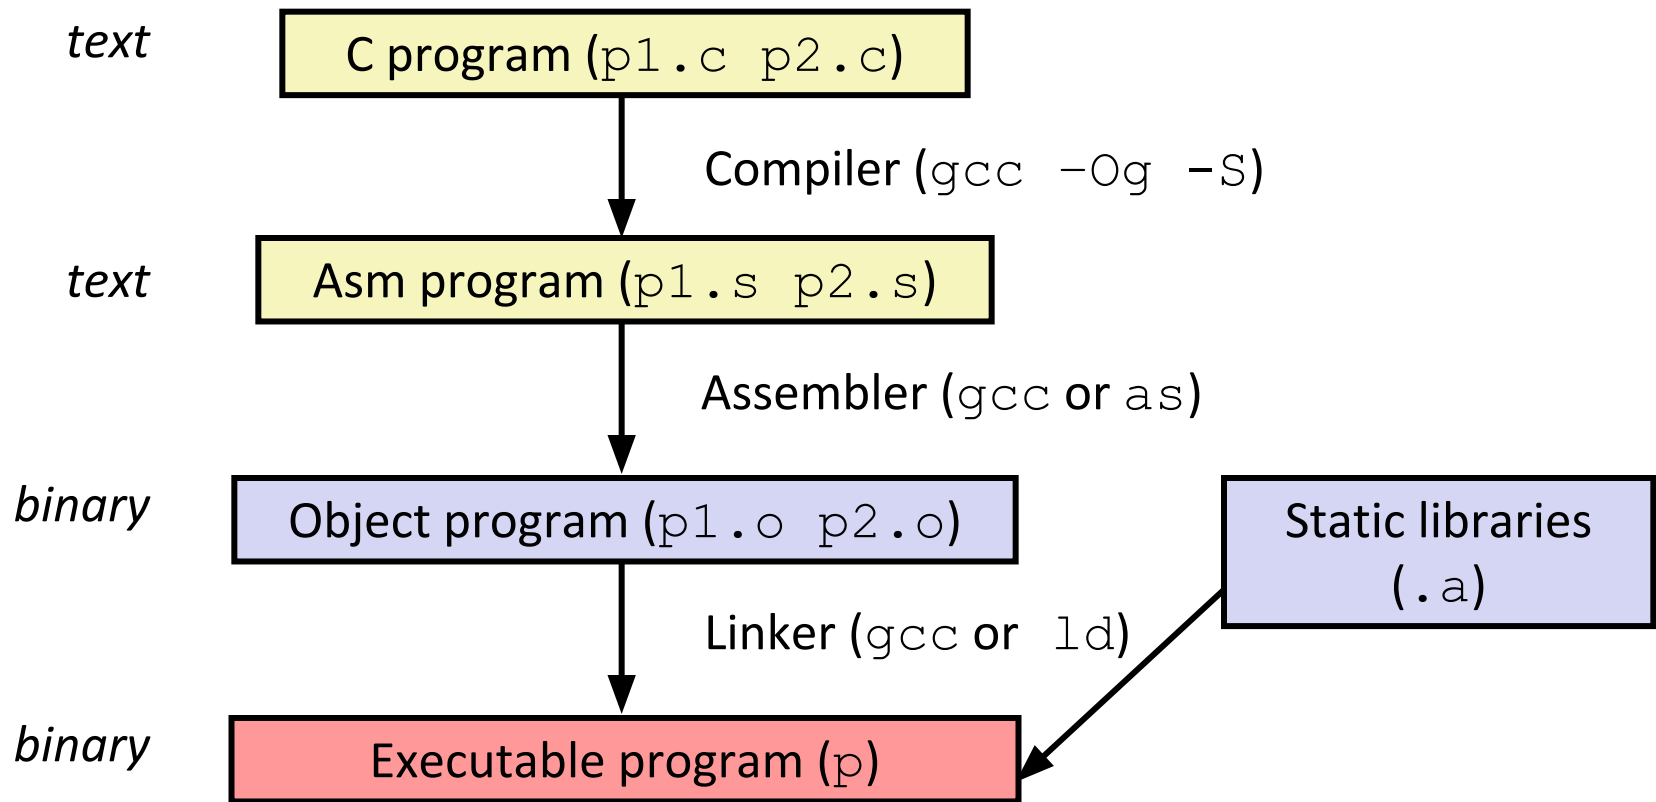 text
C program (p1.c p2.c)
Compiler (gcc –Og -S)
text
Asm program (p1.s p2.s)
Assembler (gcc or as)
binary
Object program (p1.o p2.o)
Static libraries
(.a)
Linker (gcc or ld)
binary
Executable program (p)